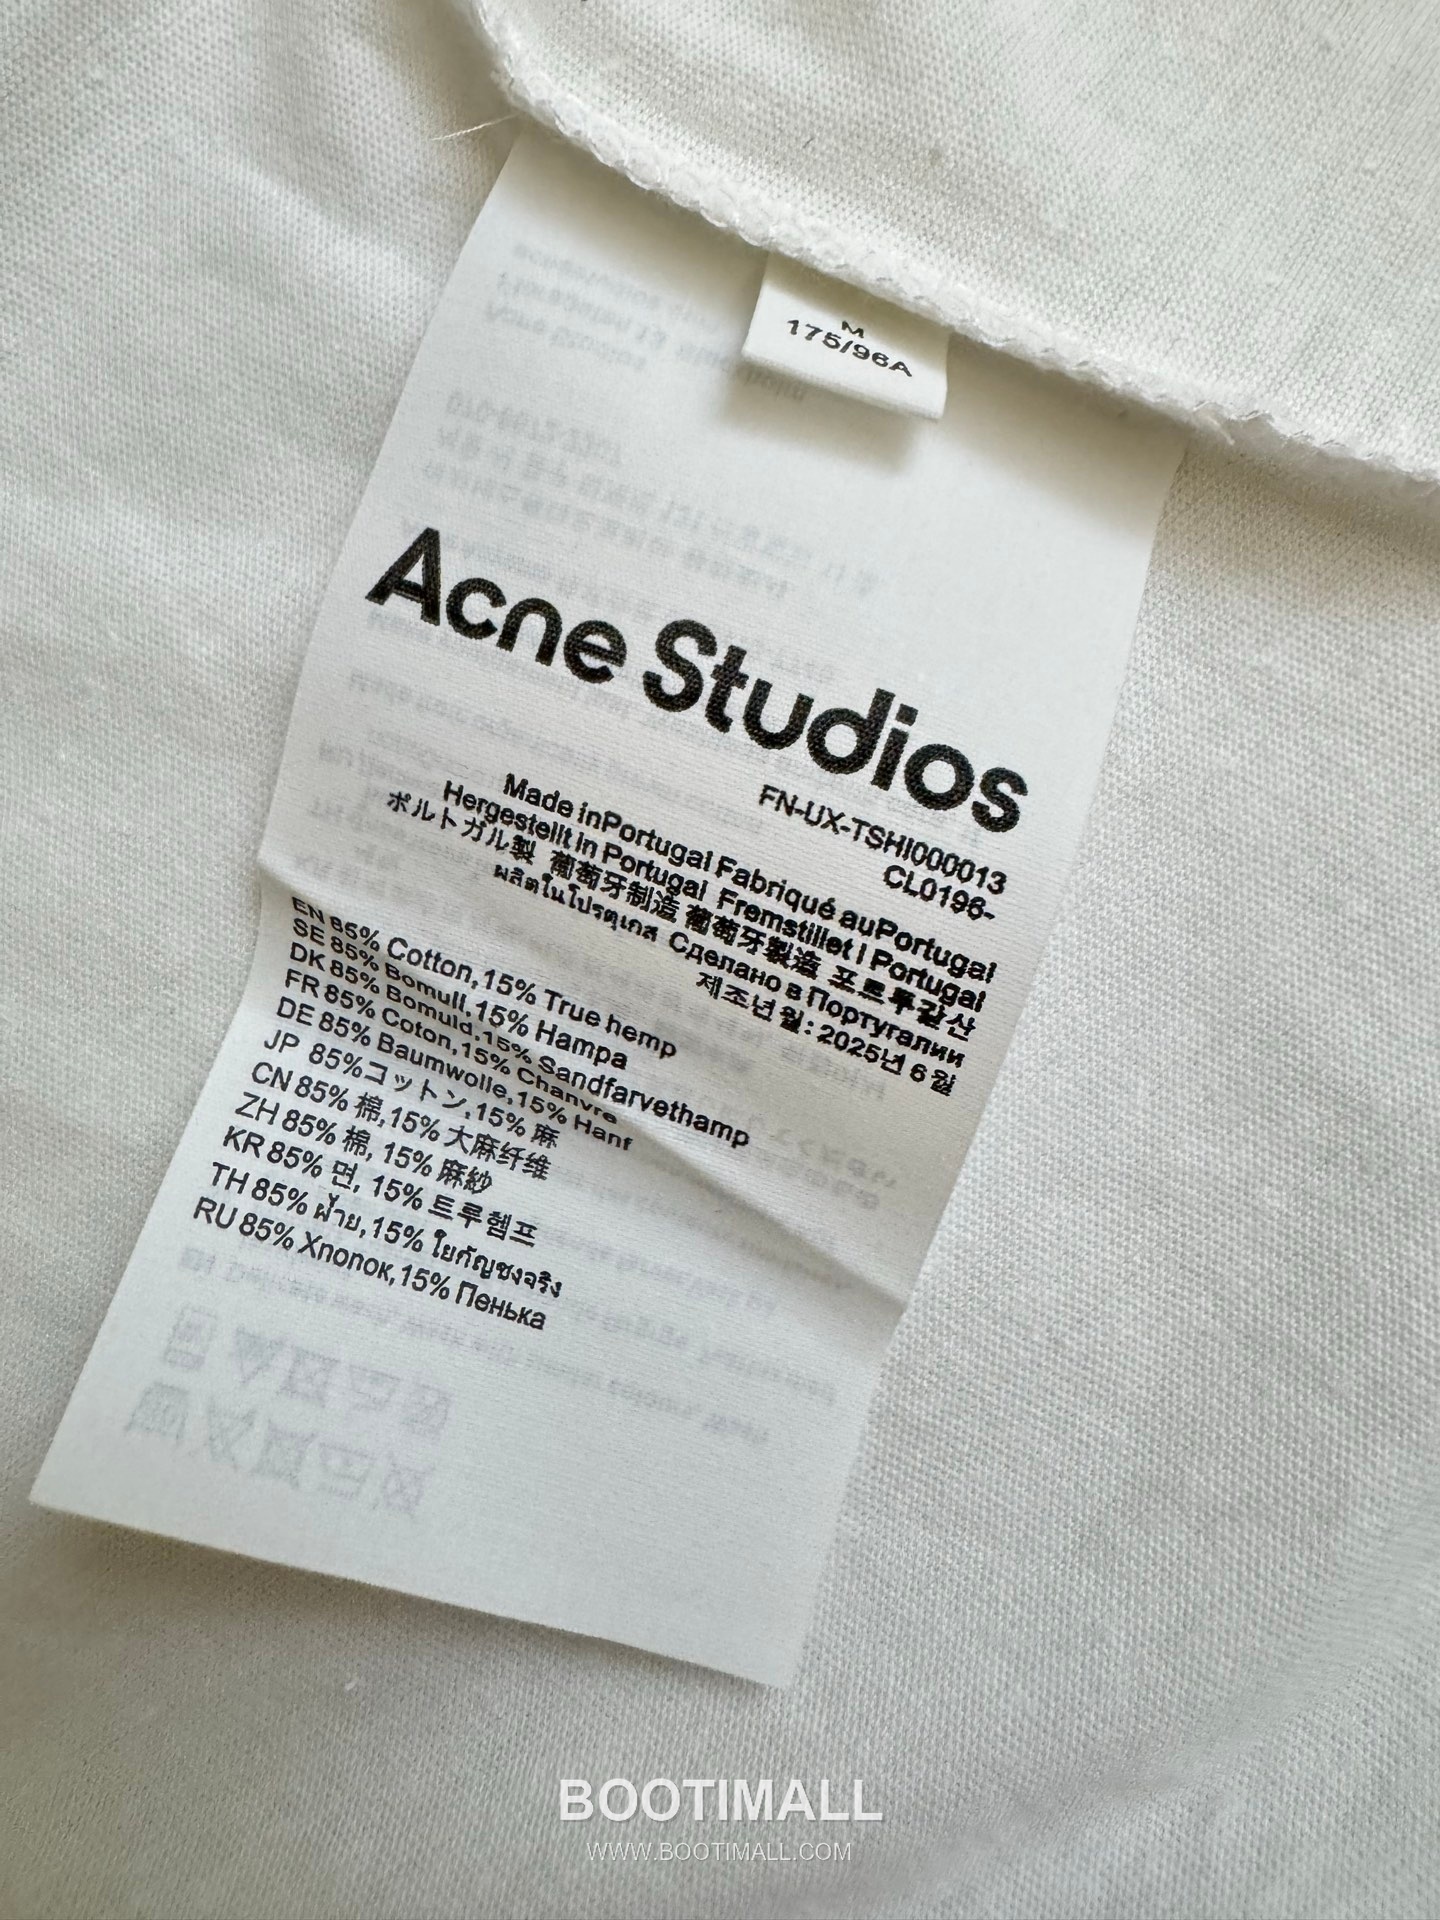 M
175/96A
Acne Studios
FN-UX-TSHI000013
CL0196-
Made inPortugal Fabriqué auPortugal
Hergestellt in Portugal Fremstillet I Portugal
ポルトガル製 葡萄牙制造 葡萄牙製造 포르투갈산
ผลิตในโปรตุเกส Сделано в Португалии
제조년월: 2025년 6월
EN 85% Cotton,15% True hemp
SE 85% Bomull,15% Hampa
DK 85% Bomuld,15% Sandfarvethamp
FR 85% Coton,15% Chanvre
DE 85% Baumwolle,15% Hanf
JP 85%コットン,15% 麻
CN 85% 棉,15% 大麻纤维
ZH 85% 棉, 15% 麻紗
KR 85% 면, 15% 트루헴프
TH 85% ฝ้าย,15% ใยกัญชงจริง
RU 85% Хлопок,15% Пенька
BOOTIMALL
WWW.BOOTIMALL.COM